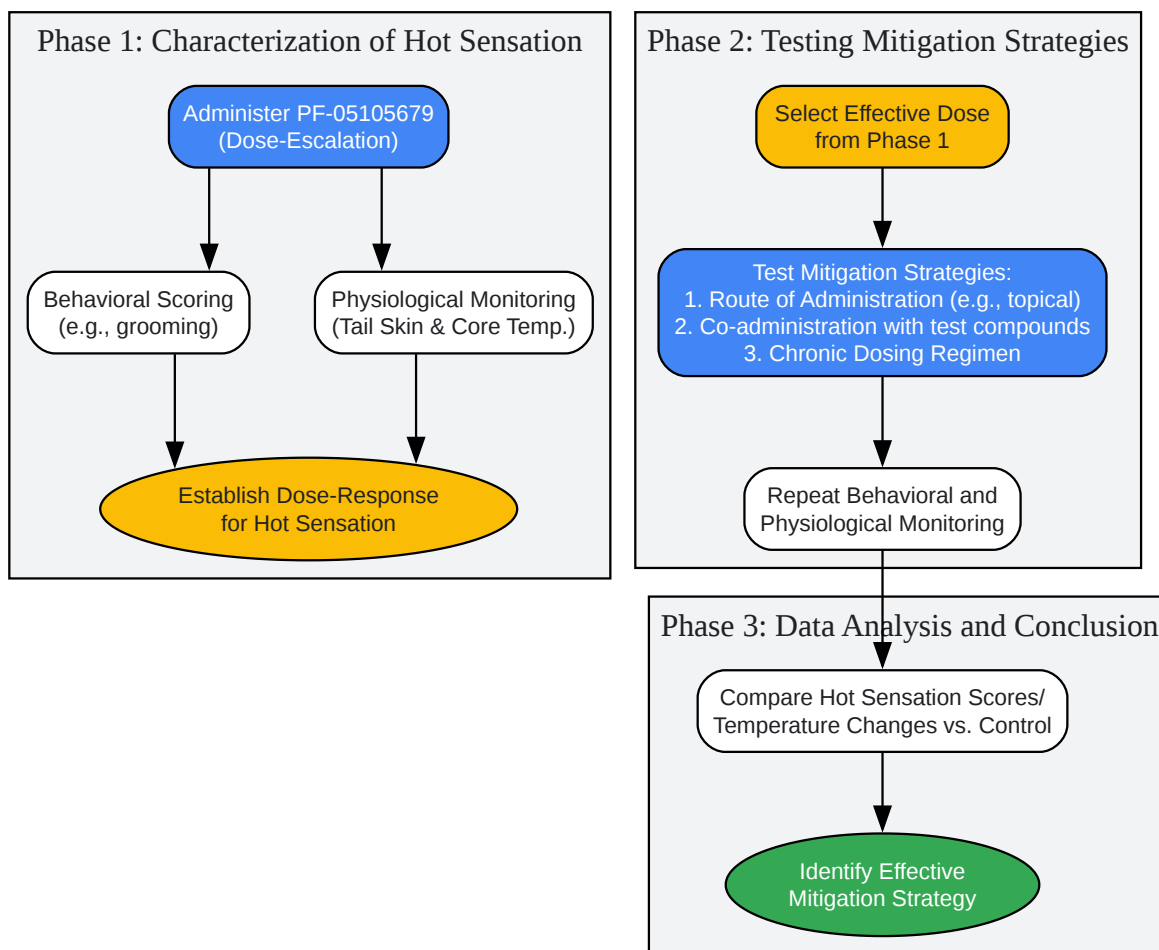 Phase 1: Characterization of Hot Sensation
Administer PF-05105679
(Dose-Escalation)
Behavioral Scoring
(e.g., grooming)
Physiological Monitoring
(Tail Skin & Core Temp.)
Establish Dose-Response
for Hot Sensation
Phase 2: Testing Mitigation Strategies
Select Effective Dose
from Phase 1
Test Mitigation Strategies:
1. Route of Administration (e.g., topical)
2. Co-administration with test compounds
3. Chronic Dosing Regimen
Repeat Behavioral and
Physiological Monitoring
Phase 3: Data Analysis and Conclusion
Compare Hot Sensation Scores/
Temperature Changes vs. Control
Identify Effective
Mitigation Strategy